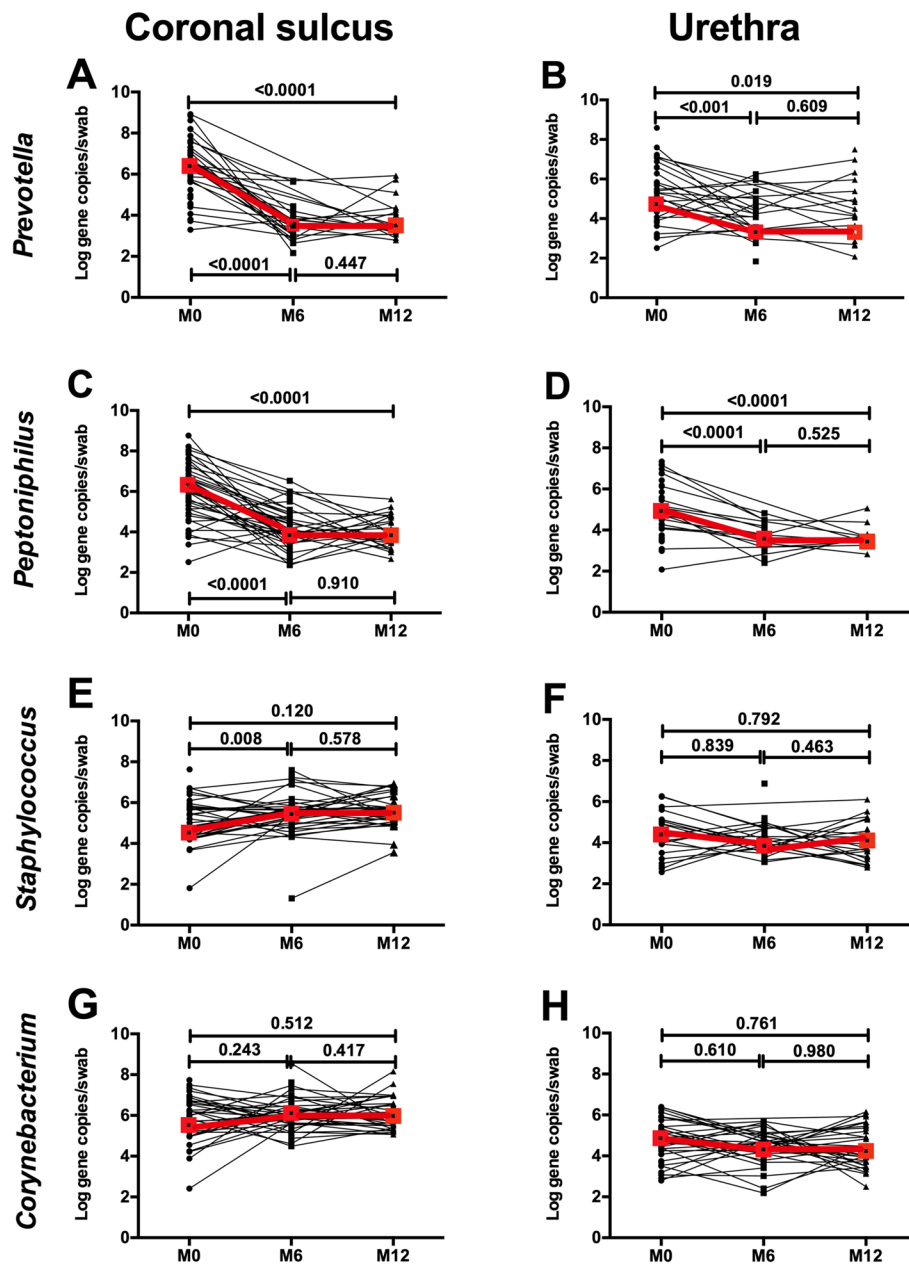 Coronal sulcus
Urethra
A
<0.0001
Log gene copies/swab
10
8
6
4
2
0
<0.0001
0.447
M0
M6
M12
Prevotella
B
0.019
<0.001
0.609
Log gene copies/swab
10
8
6
4
2
0
M0
M6
M12
C
<0.0001
Log gene copies/swab
10
8
6
4
2
0
<0.0001
0.910
M0
M6
M12
Peptoniphilus
D
<0.0001
<0.0001
0.525
Log gene copies/swab
10
8
6
4
2
0
M0
M6
M12
E
0.120
0.008
0.578
Log gene copies/swab
10
8
6
4
2
0
M0
M6
M12
Staphylococcus
F
0.792
0.839
0.463
Log gene copies/swab
10
8
6
4
2
0
M0
M6
M12
G
0.512
0.243
0.417
Log gene copies/swab
10
8
6
4
2
0
M0
M6
M12
Corynebacterium
H
0.761
0.610
0.980
Log gene copies/swab
10
8
6
4
2
0
M0
M6
M12